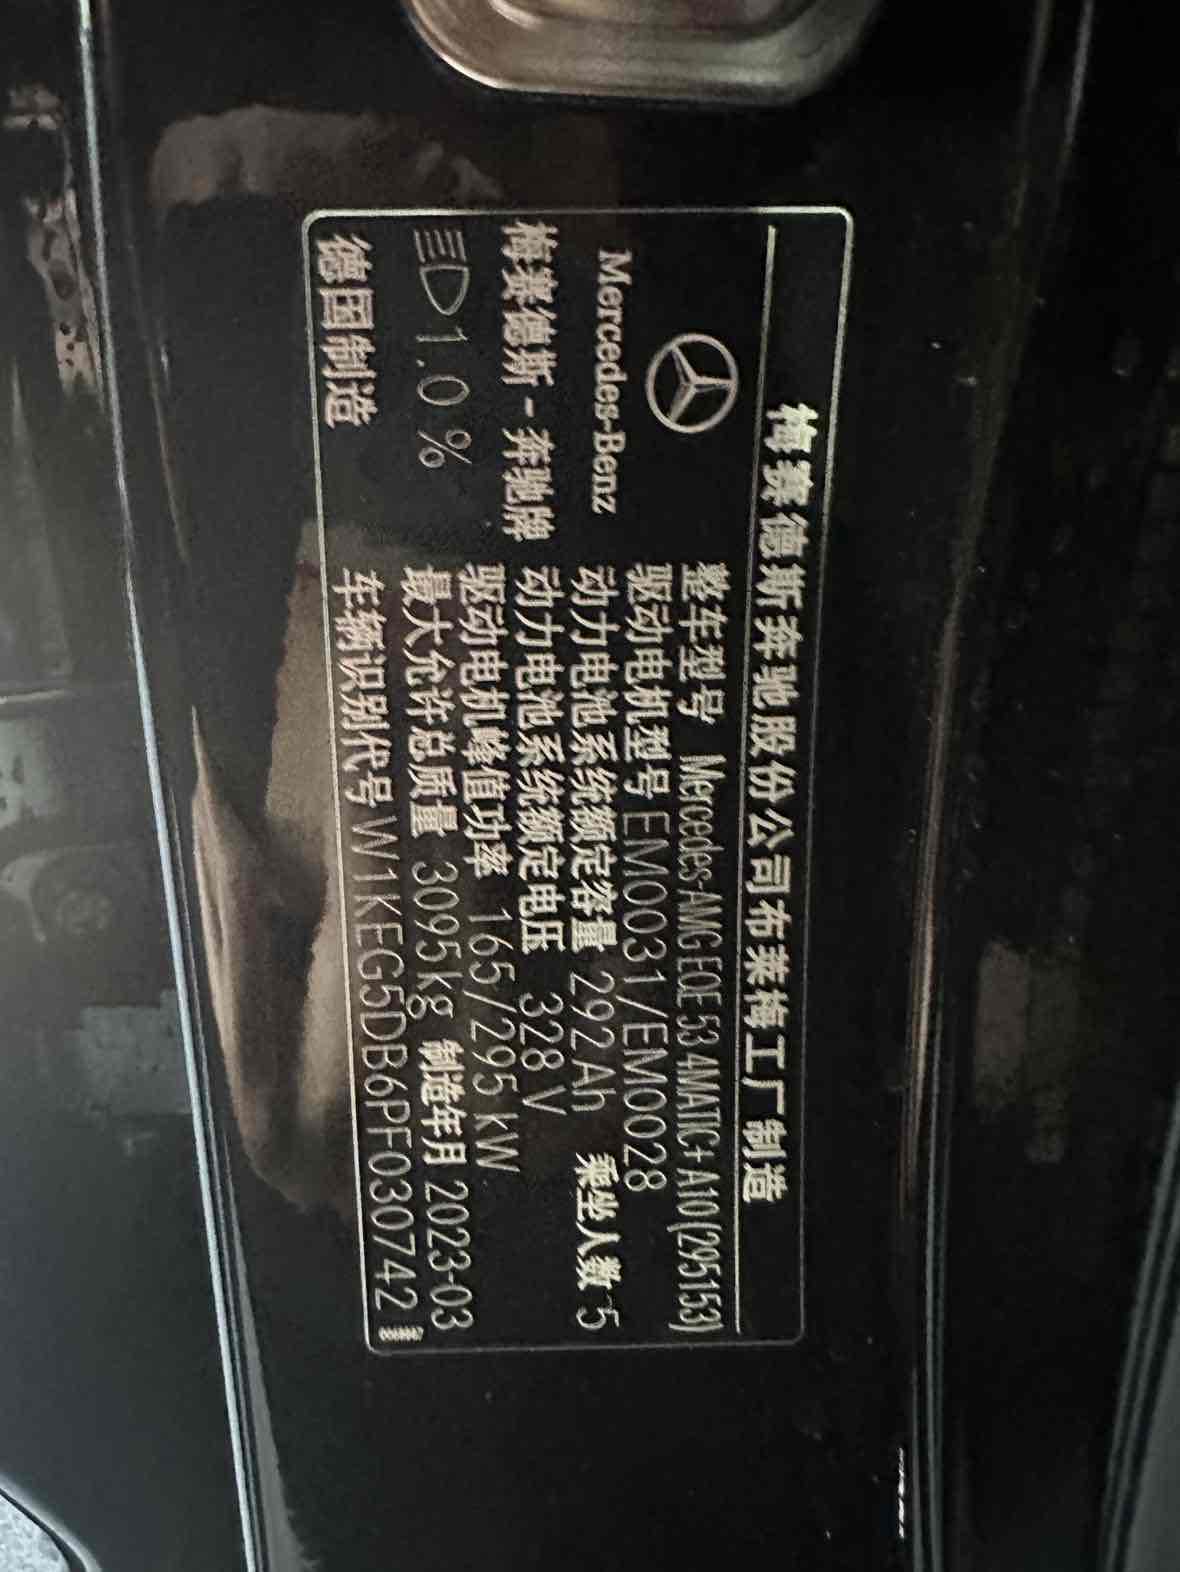 梅赛德斯奔驰股份公司布莱梅工厂制造
Mercedes-Benz
梅赛德斯-奔驰牌
1.0%
德国制造
整车型号 Mercedes-AMG EQE 53 4MATIC+ A10(295153)
驱动电机型号 EM0031/EM0028
动力电池系统额定容量 292Ah 乘坐人数 5
动力电池系统额定电压 328V
驱动电机峰值功率 165/295kW
最大允许总质量 3095kg 制造年月 2023-03
车辆识别代号 W1KEG5DB6PF030742